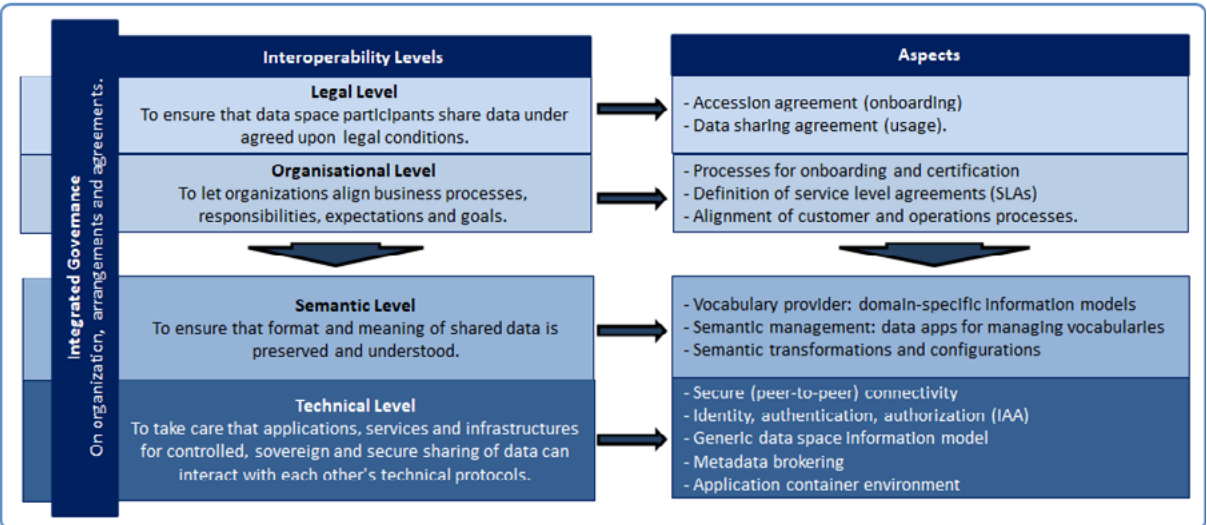 Integrated Governance
On organization, arrangements and agreements.
Interoperability Levels
Aspects
Legal Level
To ensure that data space participants share data under
agreed upon legal conditions.
- Accession agreement (onboarding)
- Data sharing agreement (usage).
Organisational Level
To let organizations align business processes,
responsibilities, expectations and goals.
- Processes for onboarding and certification
- Definition of service level agreements (SLAs)
- Alignment of customer and operations processes.
Semantic Level
To ensure that format and meaning of shared data is
preserved and understood.
- Vocabulary provider: domain-specific information models
- Semantic management: data apps for managing vocabularies
- Semantic transformations and configurations
Technical Level
To take care that applications, services and infrastructures
for controlled, sovereign and secure sharing of data can
interact with each other's technical protocols.
- Secure (peer-to-peer) connectivity
- Identity, authentication, authorization (IAA)
- Generic data space information model
- Metadata brokering
- Application container environment